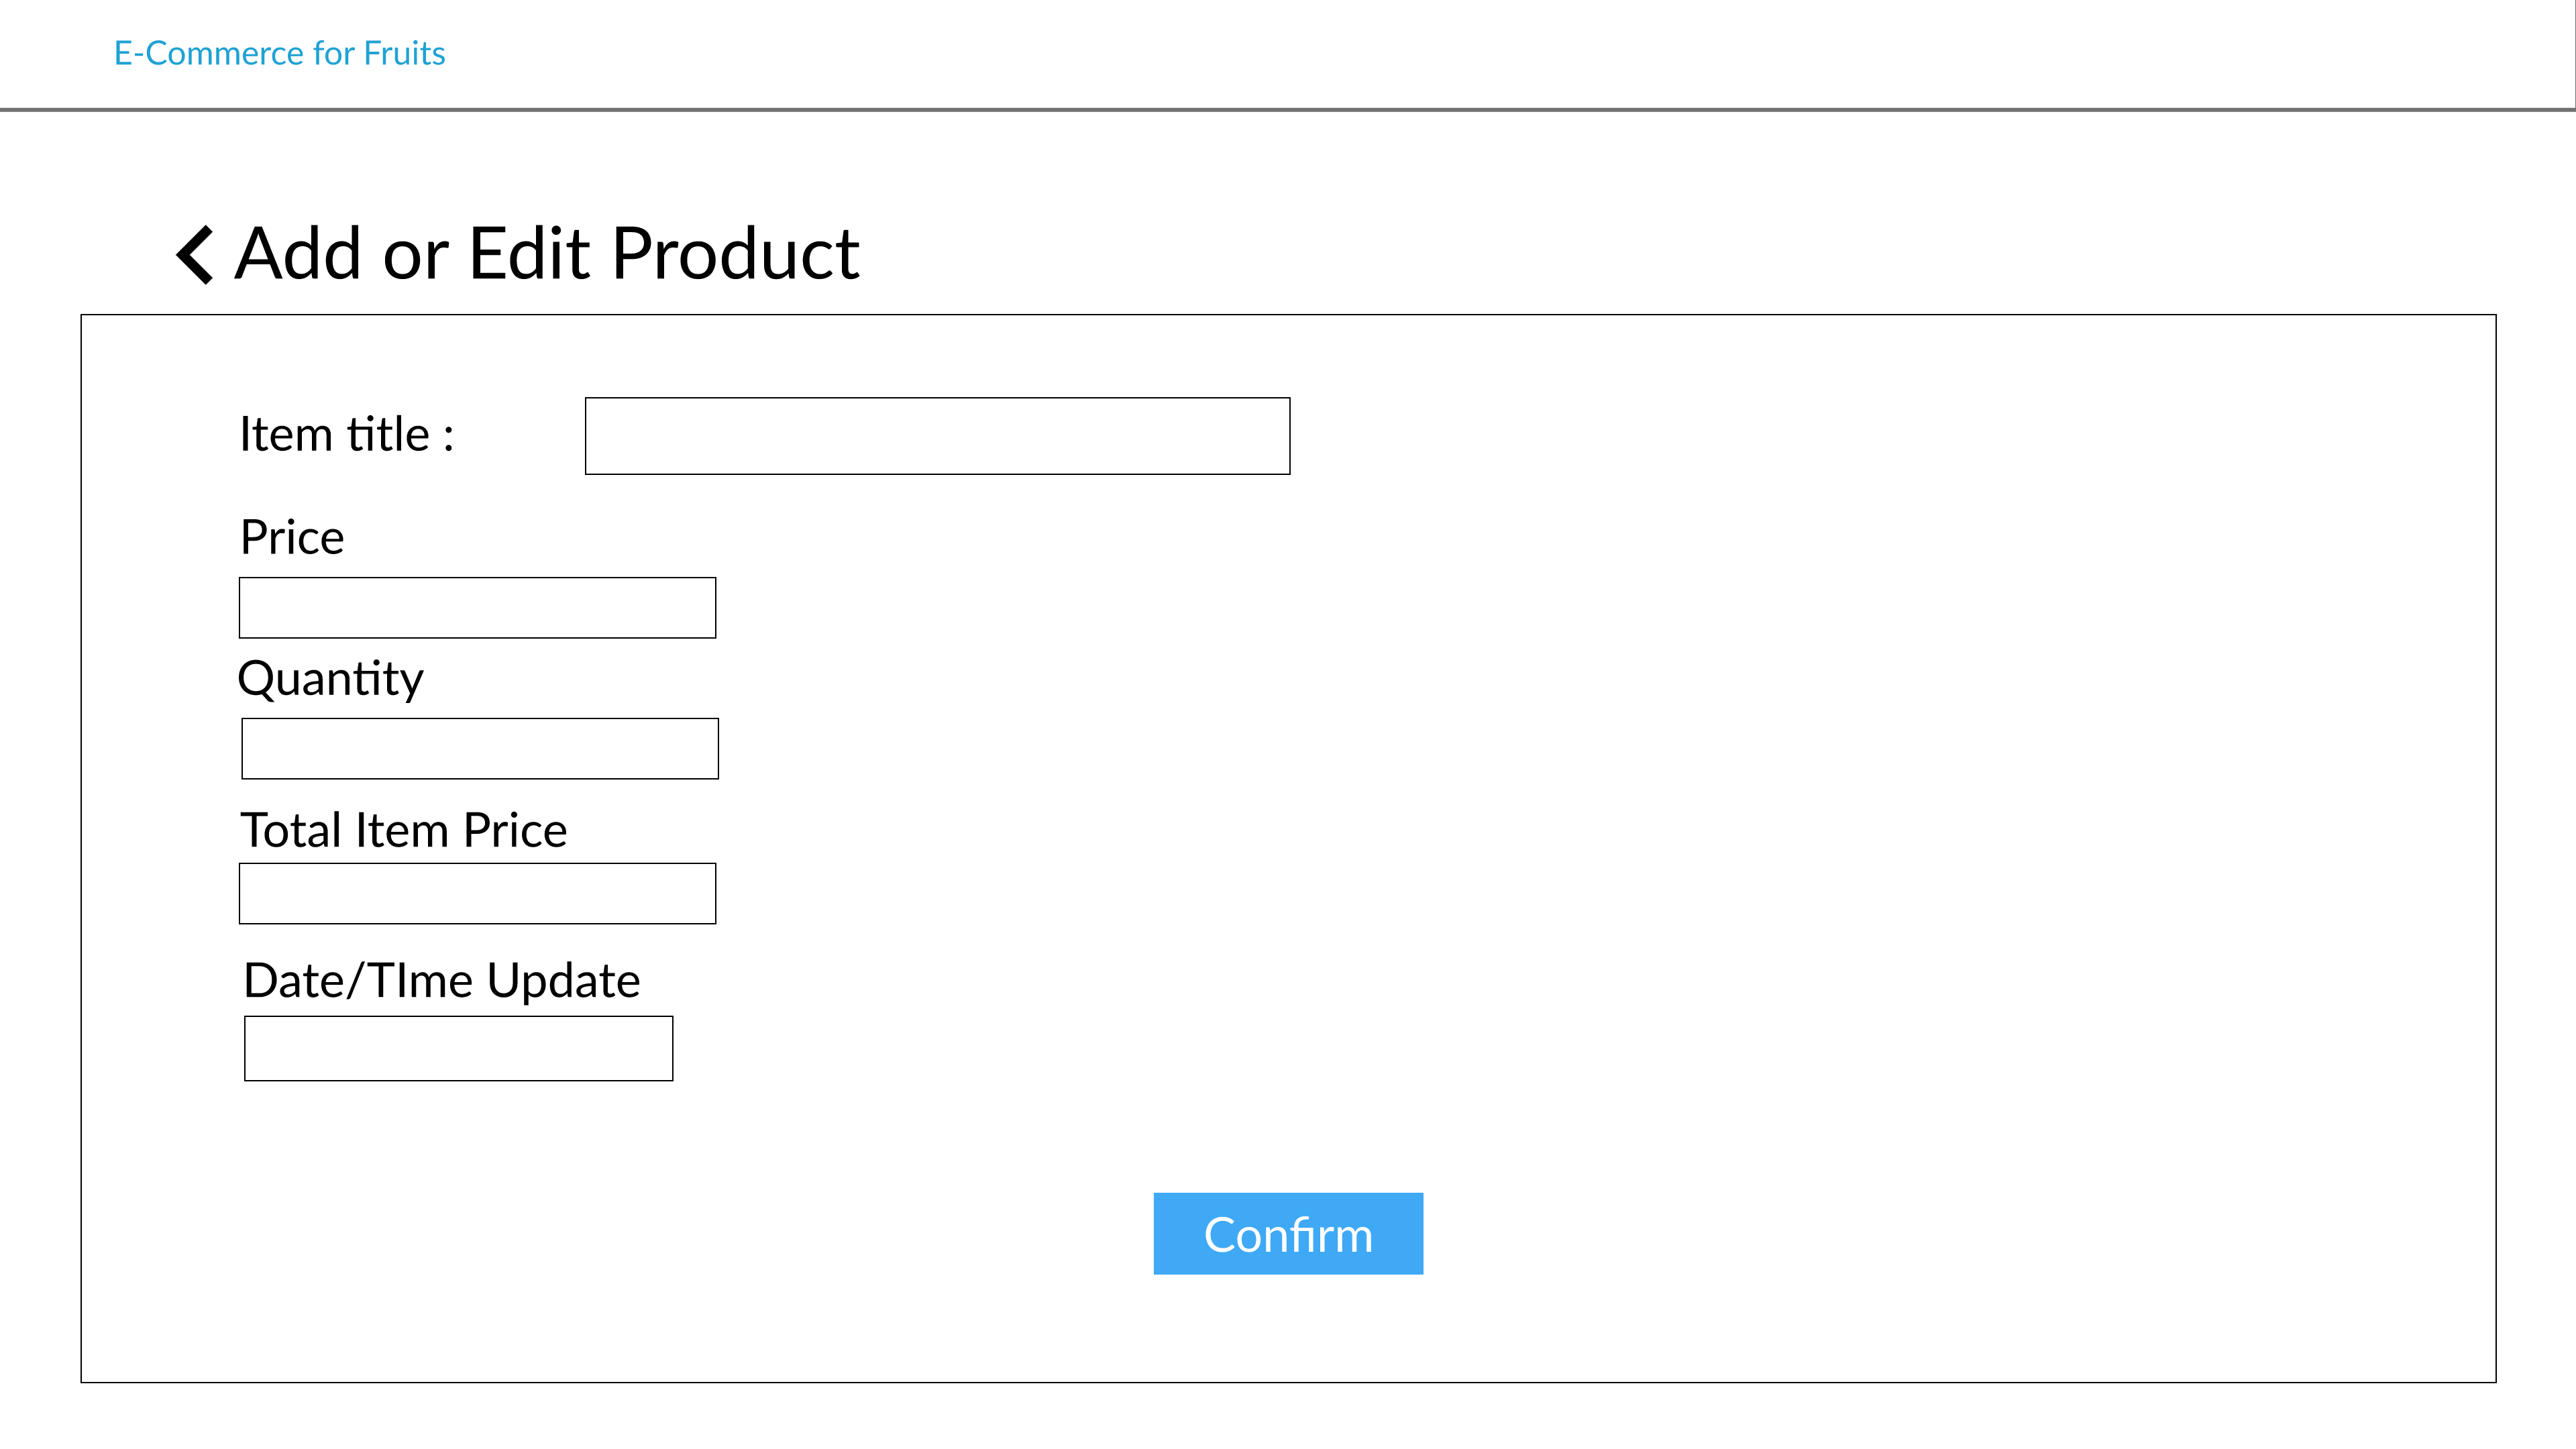 E-Commerce for Fruits
Add or Edit Product
Item title :
Price
Quantity
Total Item Price
Date/TIme Update
Confirm